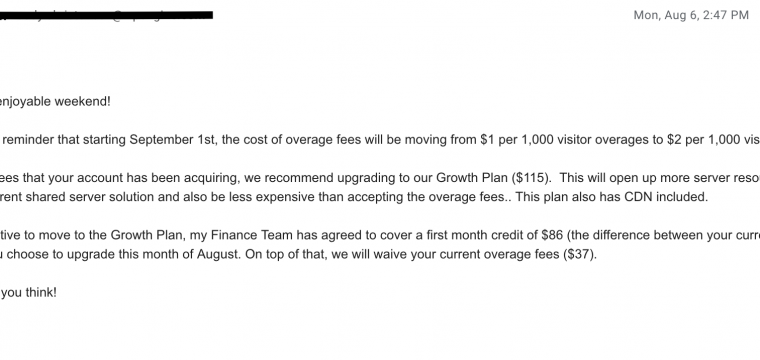 Mon, Aug 6, 2:47 PM
enjoyable weekend!
reminder that starting September 1st, the cost of overage fees will be moving from $1 per 1,000 visitor overages to $2 per 1,000 vis
ees that your account has been acquiring, we recommend upgrading to our Growth Plan ($115). This will open up more server reso
rent shared server solution and also be less expensive than accepting the overage fees.. This plan also has CDN included.
tive to move to the Growth Plan, my Finance Team has agreed to cover a first month credit of $86 (the difference between your curre
u choose to upgrade this month of August. On top of that, we will waive your current overage fees ($37).
you think!